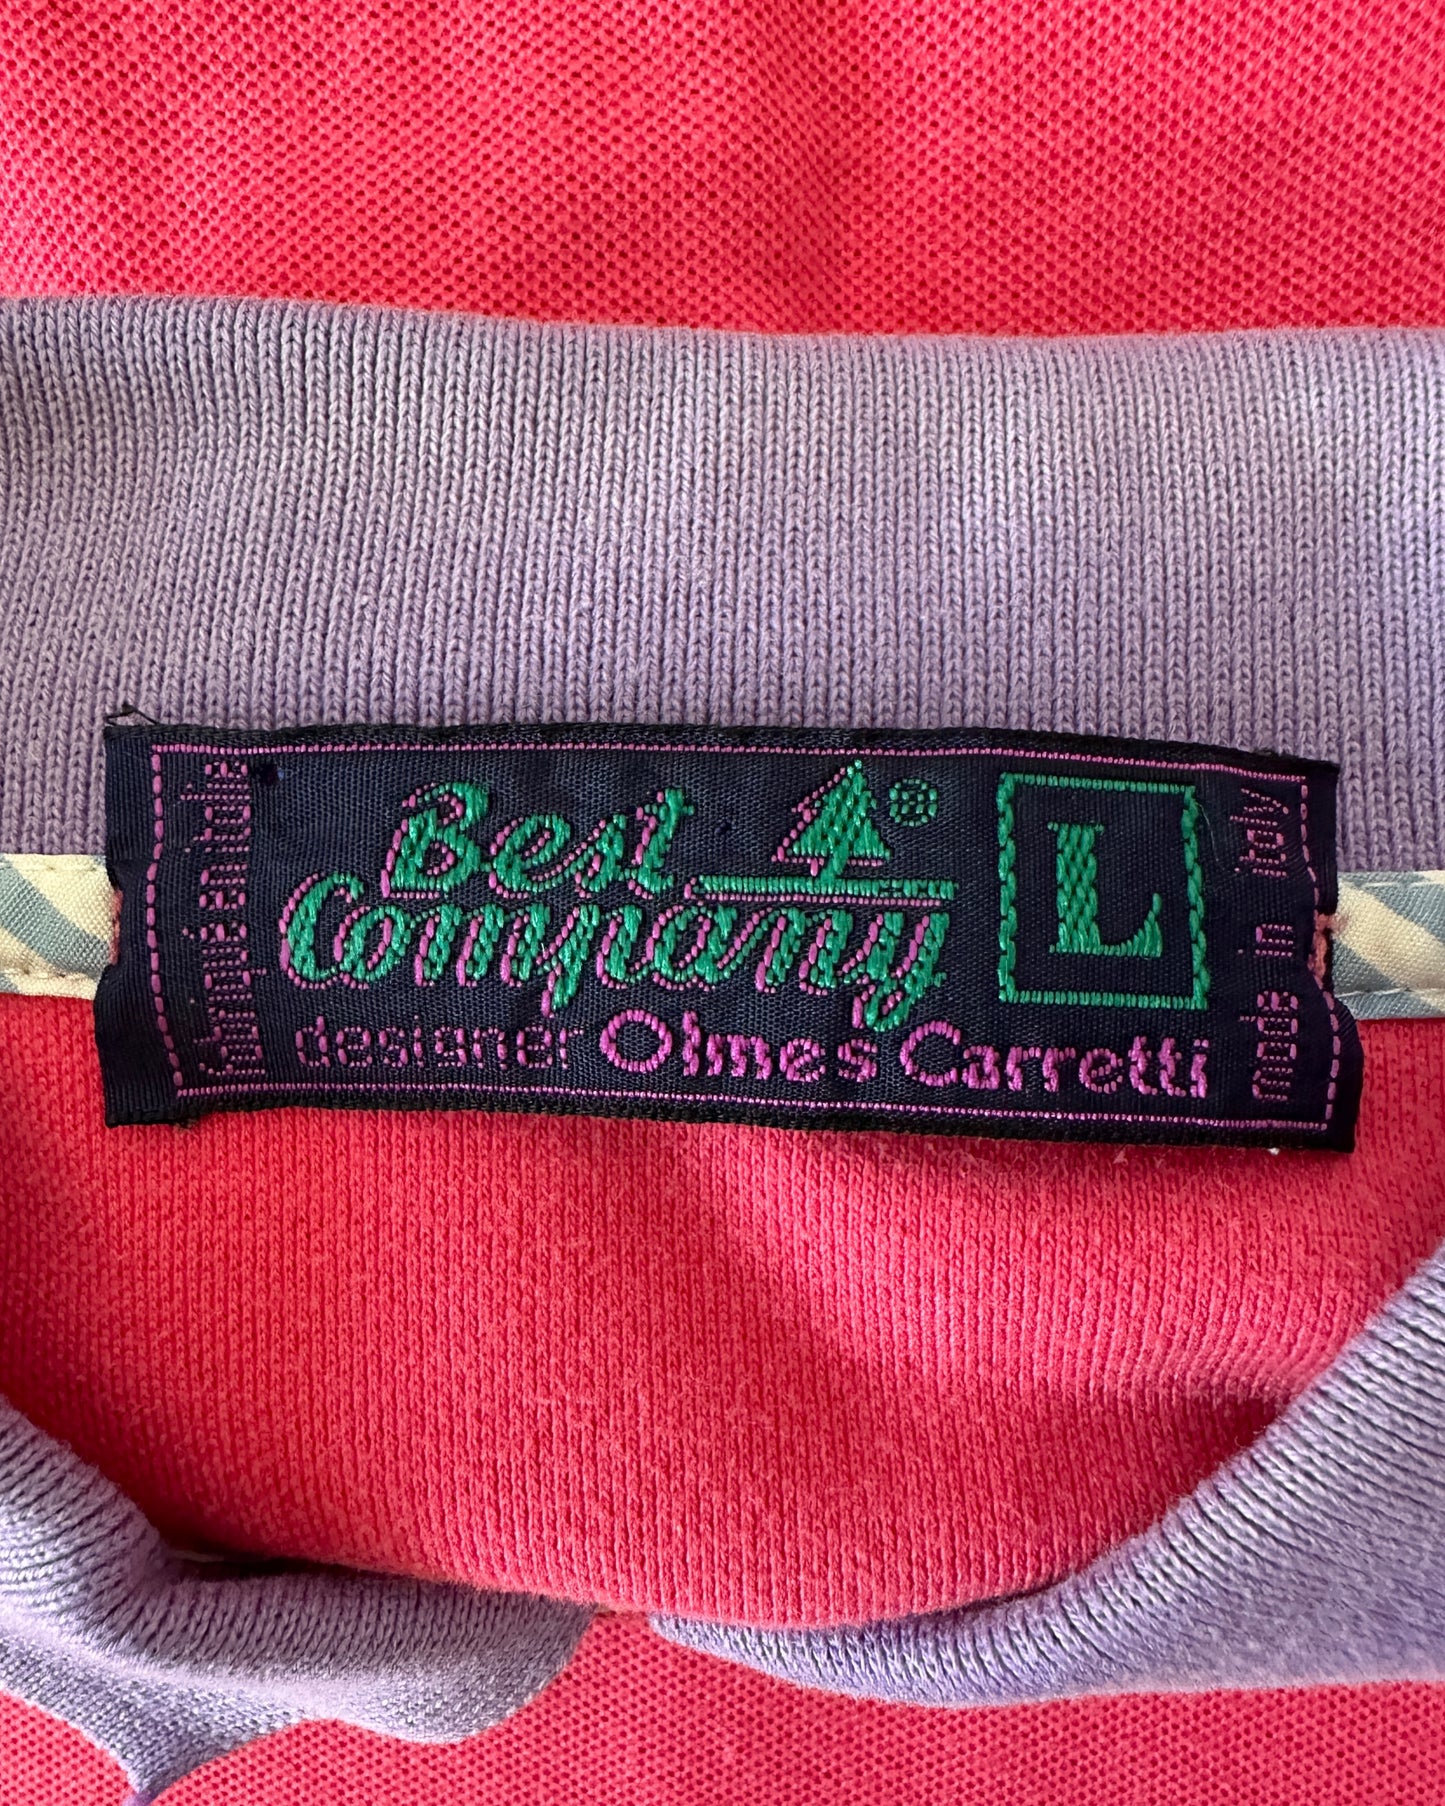 Best
Company ®
L
designer Olmes Carretti
fabriqué en italie
made in italy